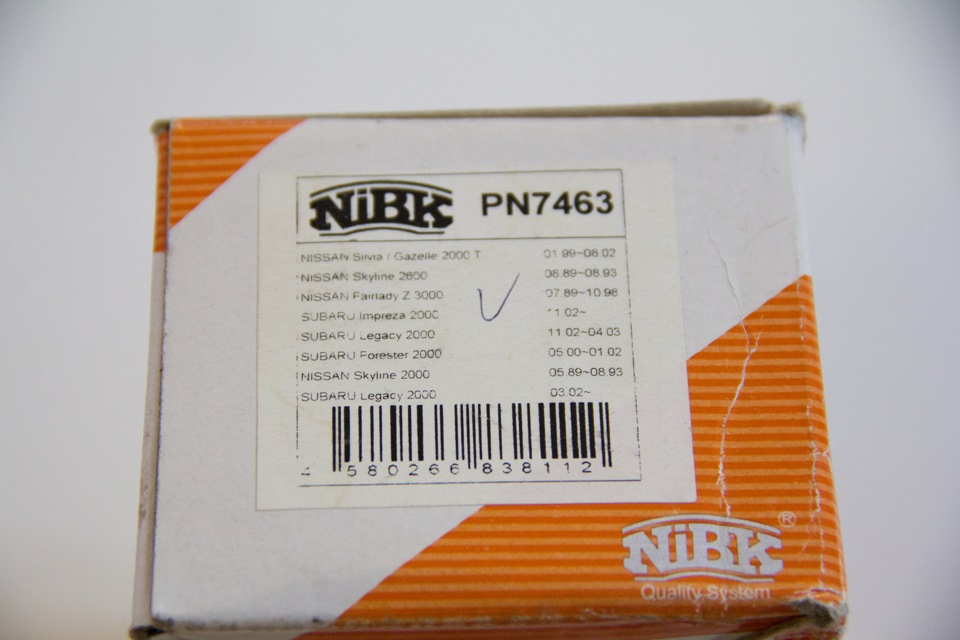 NiBK PN7463
NISSAN Silvia / Gazelle 2000 T 01.99~08.02
NISSAN Skyline 2600 08.89~08.93
NISSAN Fairlady Z 3000 07.89~10.98
SUBARU Impreza 2000 11.02~
SUBARU Legacy 2000 11.02~04.03
SUBARU Forester 2000 05.00~01.02
NISSAN Skyline 2000 05.89~08.93
SUBARU Legacy 2000 03.02~
4 580266 838112
NiBK ®
Quality System